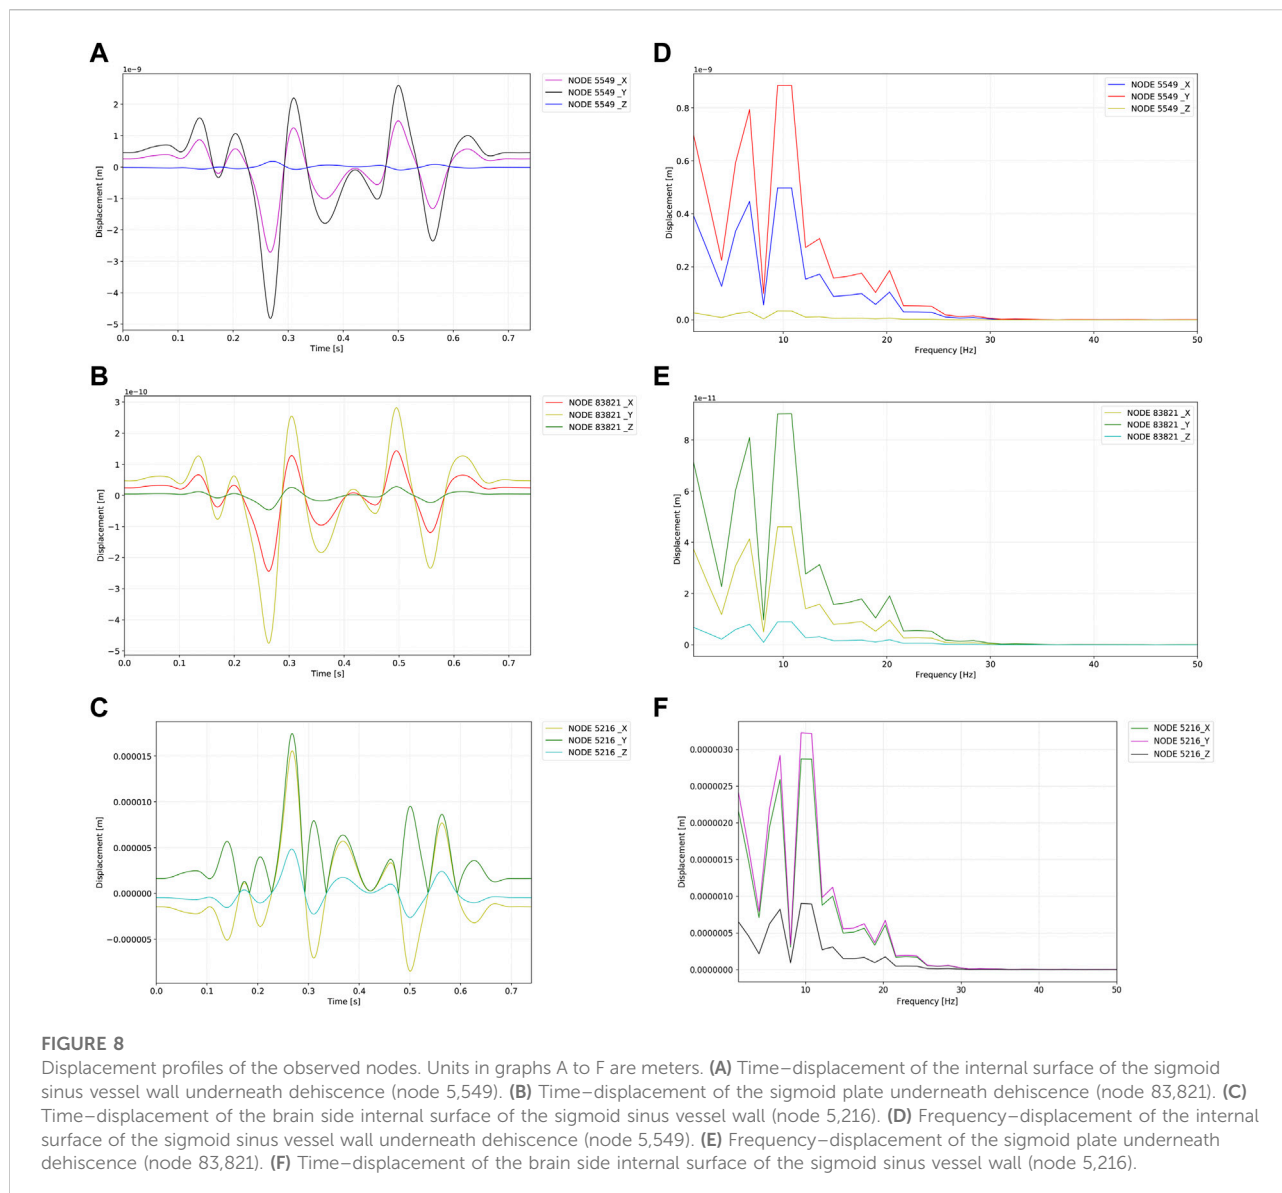 A
1e−9
NODE 5549 _X
NODE 5549 _Y
NODE 5549 _Z
2
1
0
−1
−2
−3
−4
−5
Displacement [m]
0.0 0.1 0.2 0.3 0.4 0.5 0.6 0.7
Time [s]
D
1e−9
NODE 5549 _X
NODE 5549 _Y
NODE 5549 _Z
0.8
0.6
0.4
0.2
0.0
Displacement [m]
10 20 30 40 50
Frequency [Hz]
B
1e−10
NODE 83821 _X
NODE 83821 _Y
NODE 83821 _Z
3
2
1
0
−1
−2
−3
−4
−5
Displacement [m]
0.0 0.1 0.2 0.3 0.4 0.5 0.6 0.7
Time [s]
E
1e−11
NODE 83821 _X
NODE 83821 _Y
NODE 83821 _Z
8
6
4
2
0
Displacement [m]
10 20 30 40 50
Frequency [Hz]
C
NODE 5216 _X
NODE 5216 _Y
NODE 5216 _Z
0.000015
0.000010
0.000005
0.000000
−0.000005
Displacement [m]
0.0 0.1 0.2 0.3 0.4 0.5 0.6 0.7
Time [s]
F
NODE 5216_X
NODE 5216_Y
NODE 5216_Z
0.0000030
0.0000025
0.0000020
0.0000015
0.0000010
0.0000005
0.0000000
Displacement [m]
10 20 30 40 50
Frequency [Hz]
FIGURE 8
Displacement profiles of the observed nodes. Units in graphs A to F are meters. (A) Time–displacement of the internal surface of the sigmoid
sinus vessel wall underneath dehiscence (node 5,549). (B) Time–displacement of the sigmoid plate underneath dehiscence (node 83,821). (C)
Time–displacement of the brain side internal surface of the sigmoid sinus vessel wall (node 5,216). (D) Frequency–displacement of the internal
surface of the sigmoid sinus vessel wall underneath dehiscence (node 5,549). (E) Frequency–displacement of the sigmoid plate underneath
dehiscence (node 83,821). (F) Time–displacement of the brain side internal surface of the sigmoid sinus vessel wall (node 5,216).